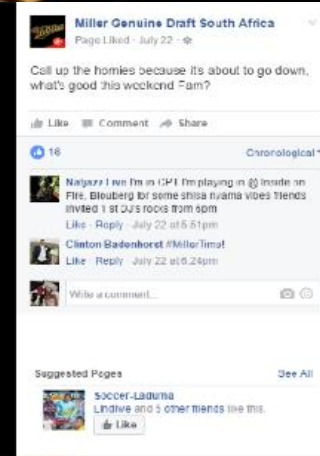 Miller Genuine Draft South Africa
Page Liked · July 22 ·
Call up the homies because its about to go down,
what's good this weekend Fam?
Like Comment Share
16 Chronological
Naljazz Live I'm in CPT I'm playing in @ Inside on
Fire, Blouberg for some shisa nyama vibes friends
invited 1 st DJ's rocks from 6pm
Like · Reply · July 22 at 5:51pm
Clinton Badenhorst #MillerTime!
Like · Reply · July 22 at 6:24pm
Write a comment...
Suggested Pages See All
Soccer-Laduma
Lindiwe and 5 other friends like this.
Like